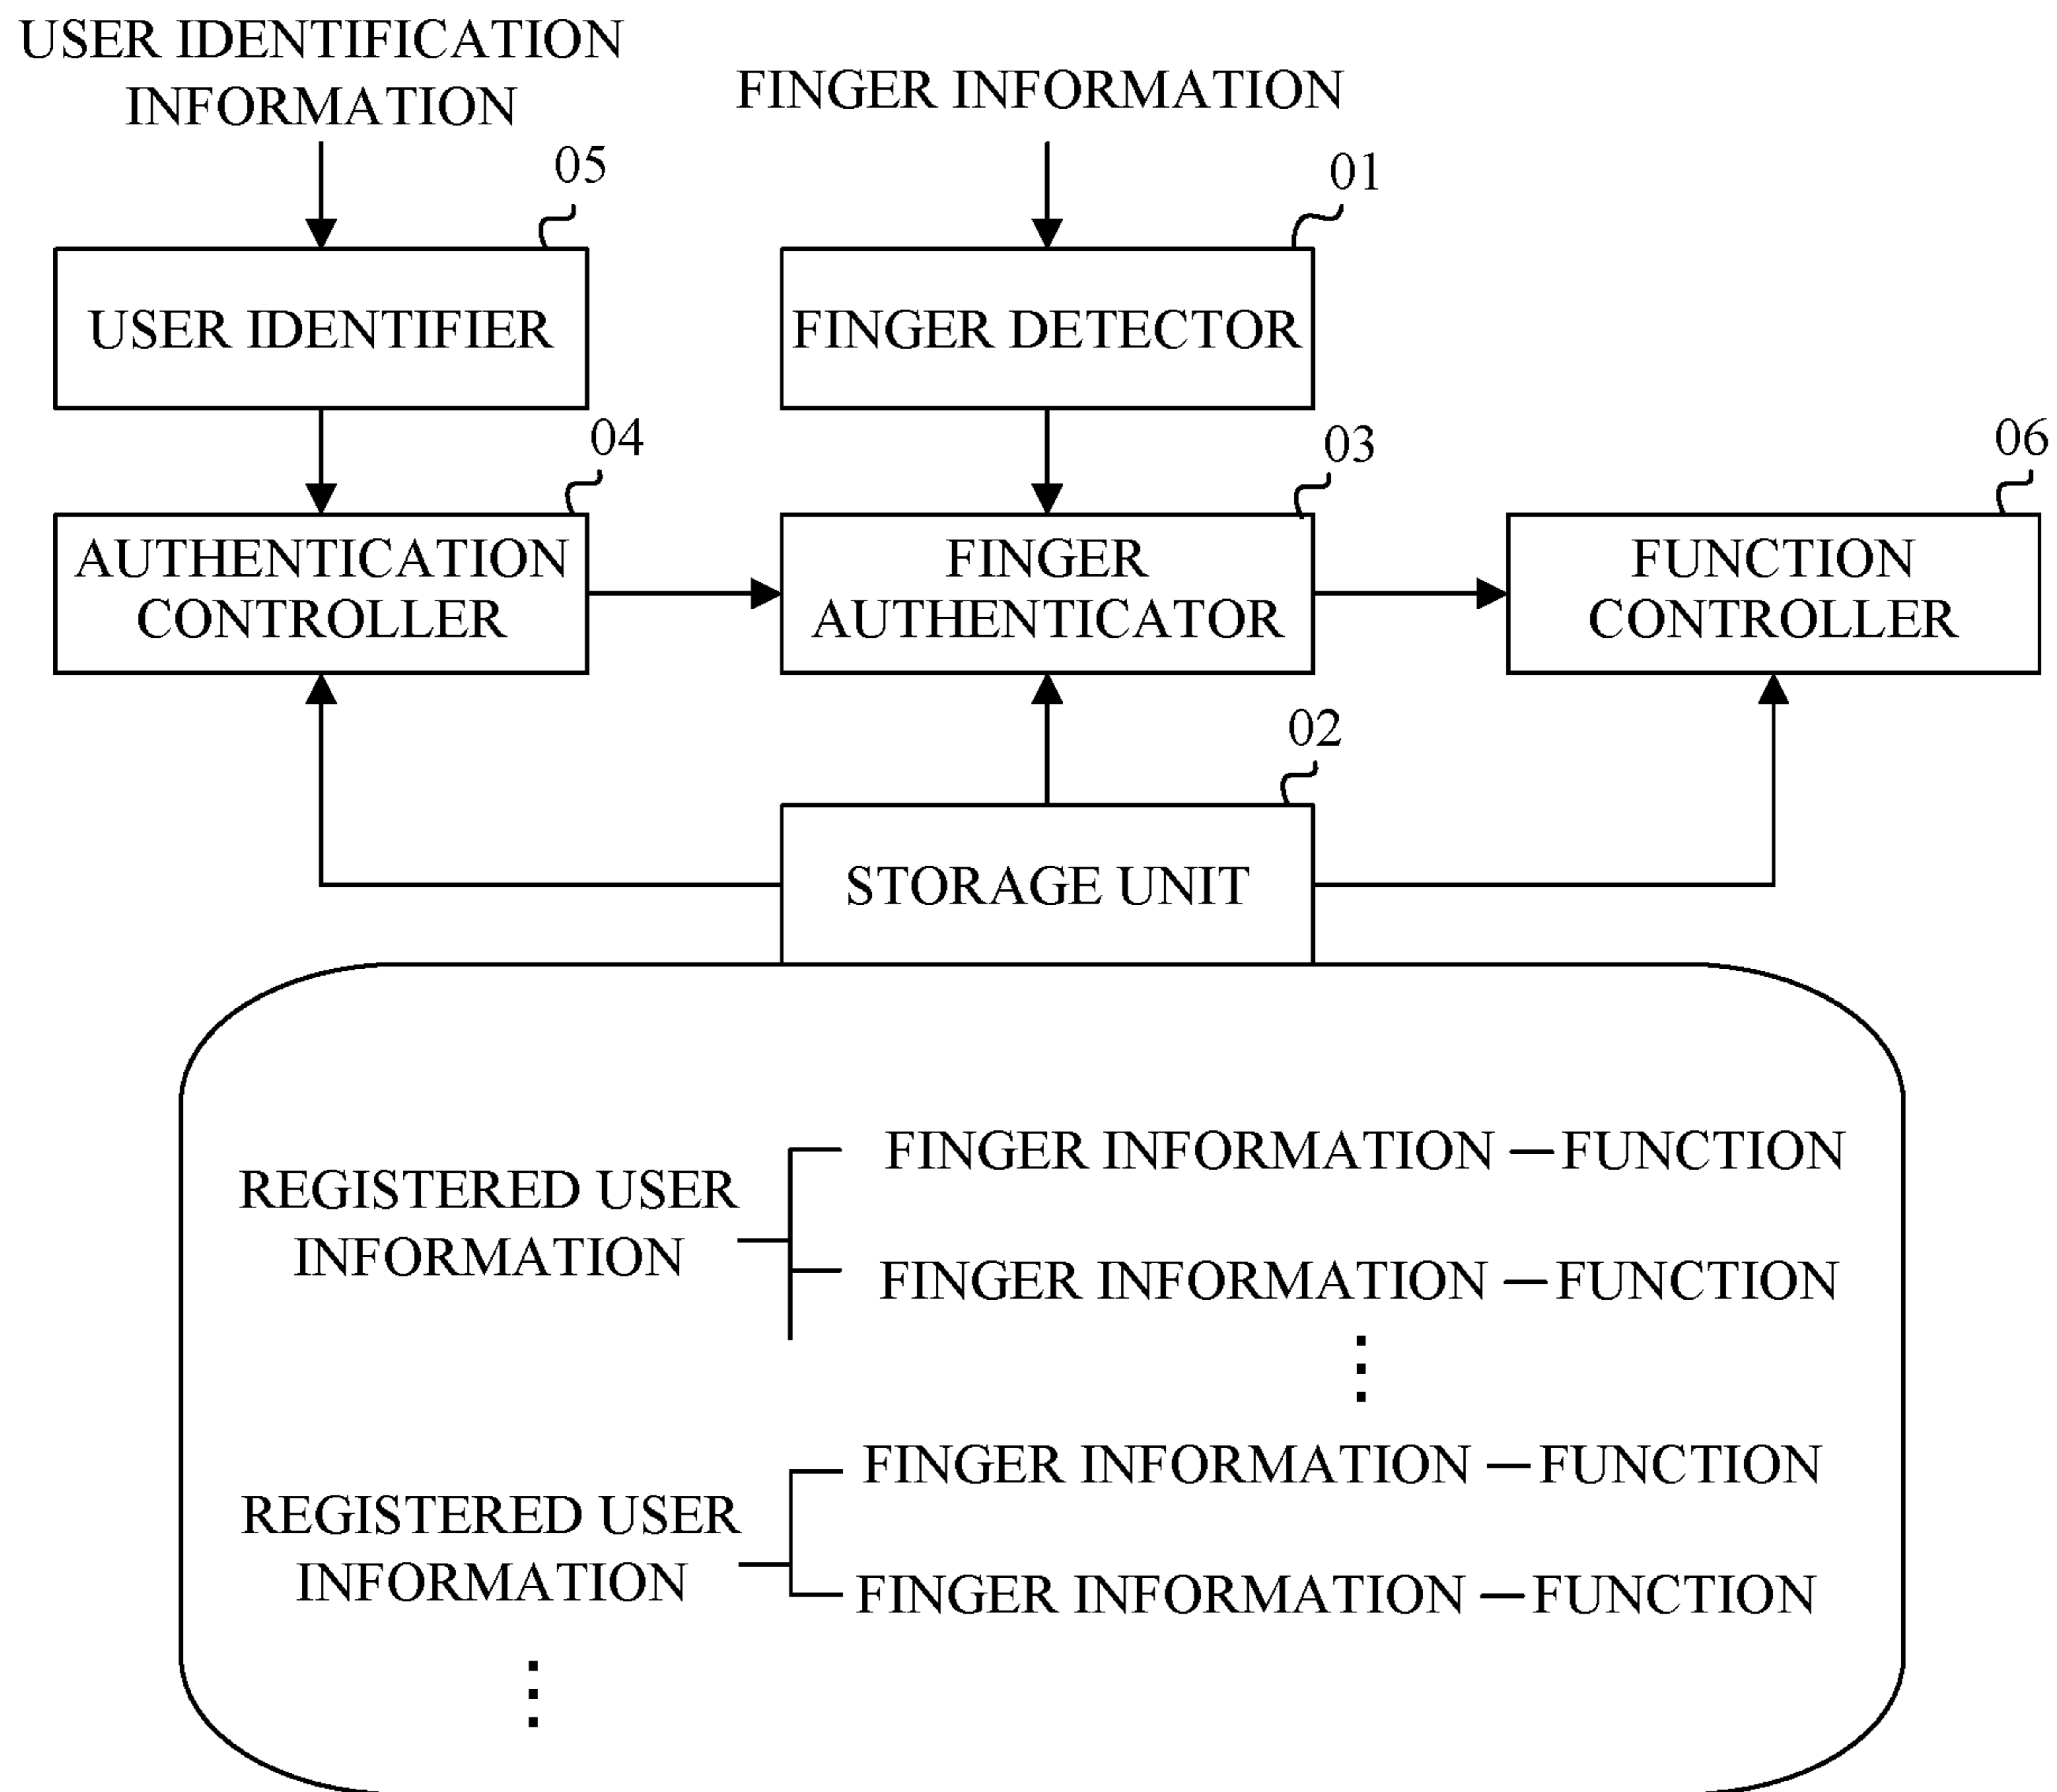 USER IDENTIFICATION
INFORMATION
FINGER INFORMATION
05
01
USER IDENTIFIER
FINGER DETECTOR
04
03
06
AUTHENTICATION
CONTROLLER
FINGER
AUTHENTICATOR
FUNCTION
CONTROLLER
02
STORAGE UNIT
REGISTERED USER
INFORMATION
FINGER INFORMATION — FUNCTION
FINGER INFORMATION — FUNCTION
REGISTERED USER
INFORMATION
FINGER INFORMATION — FUNCTION
FINGER INFORMATION — FUNCTION